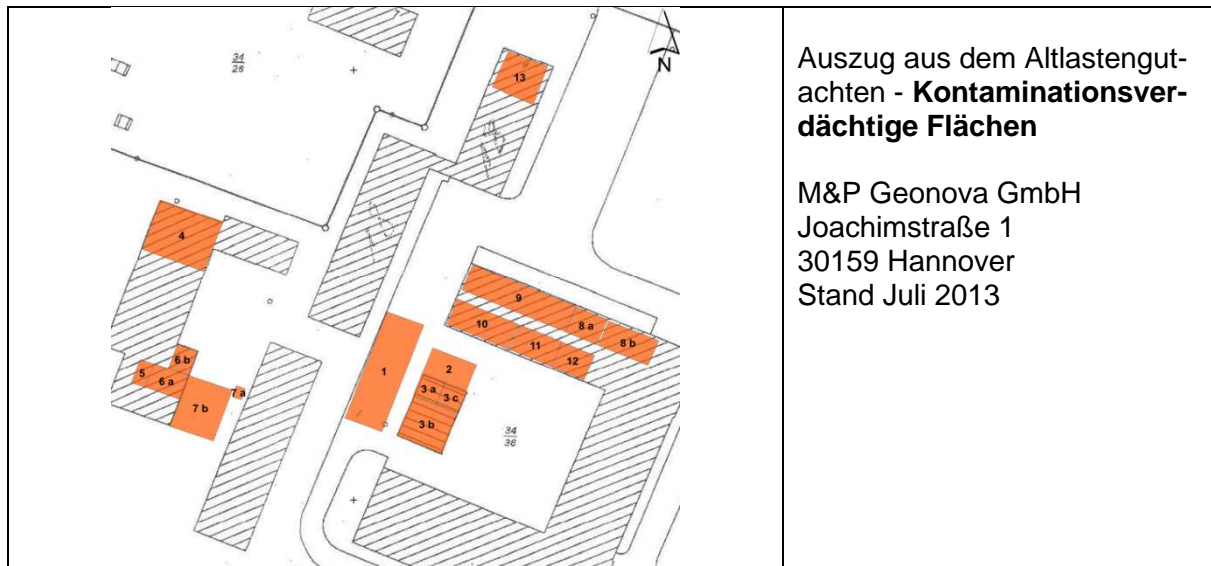 34
26
N
13
4
9
8 a
8 b
10
11
12
1
2
3 a
3 c
3 b
5
6 b
6 a
7 a
7 b
34
36
Auszug aus dem Altlastengut-
achten - Kontaminationsver-
dächtige Flächen
M&P Geonova GmbH
Joachimstraße 1
30159 Hannover
Stand Juli 2013